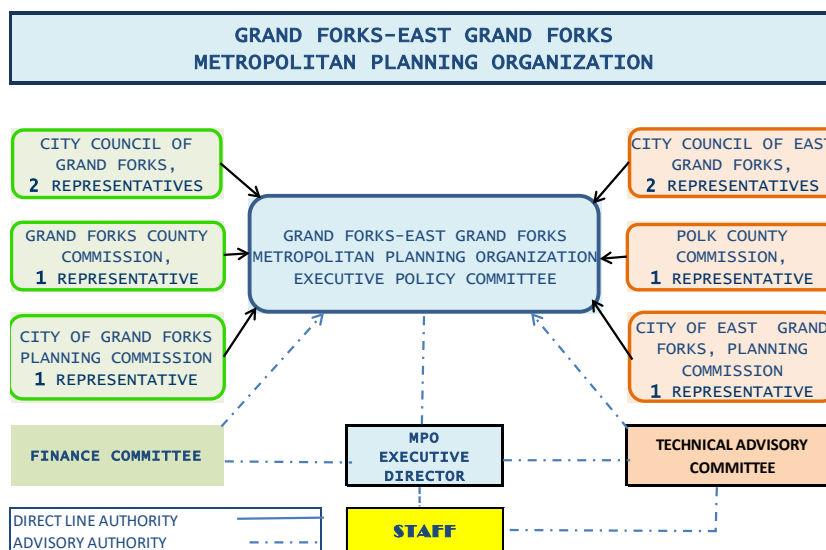 GRAND FORKS-EAST GRAND FORKS
METROPOLITAN PLANNING ORGANIZATION
CITY COUNCIL OF
GRAND FORKS,
2 REPRESENTATIVES
GRAND FORKS COUNTY
COMMISSION,
1 REPRESENTATIVE
CITY OF GRAND FORKS
PLANNING COMMISSION
1 REPRESENTATIVE
GRAND FORKS-EAST GRAND FORKS
METROPOLITAN PLANNING ORGANIZATION
EXECUTIVE POLICY COMMITTEE
CITY COUNCIL OF EAST
GRAND FORKS,
2 REPRESENTATIVES
POLK COUNTY
COMMISSION,
1 REPRESENTATIVE
CITY OF EAST GRAND
FORKS, PLANNING
COMMISSION
1 REPRESENTATIVE
FINANCE COMMITTEE
MPO
EXECUTIVE
DIRECTOR
TECHNICAL ADVISORY
COMMITTEE
STAFF
DIRECT LINE AUTHORITY
ADVISORY AUTHORITY